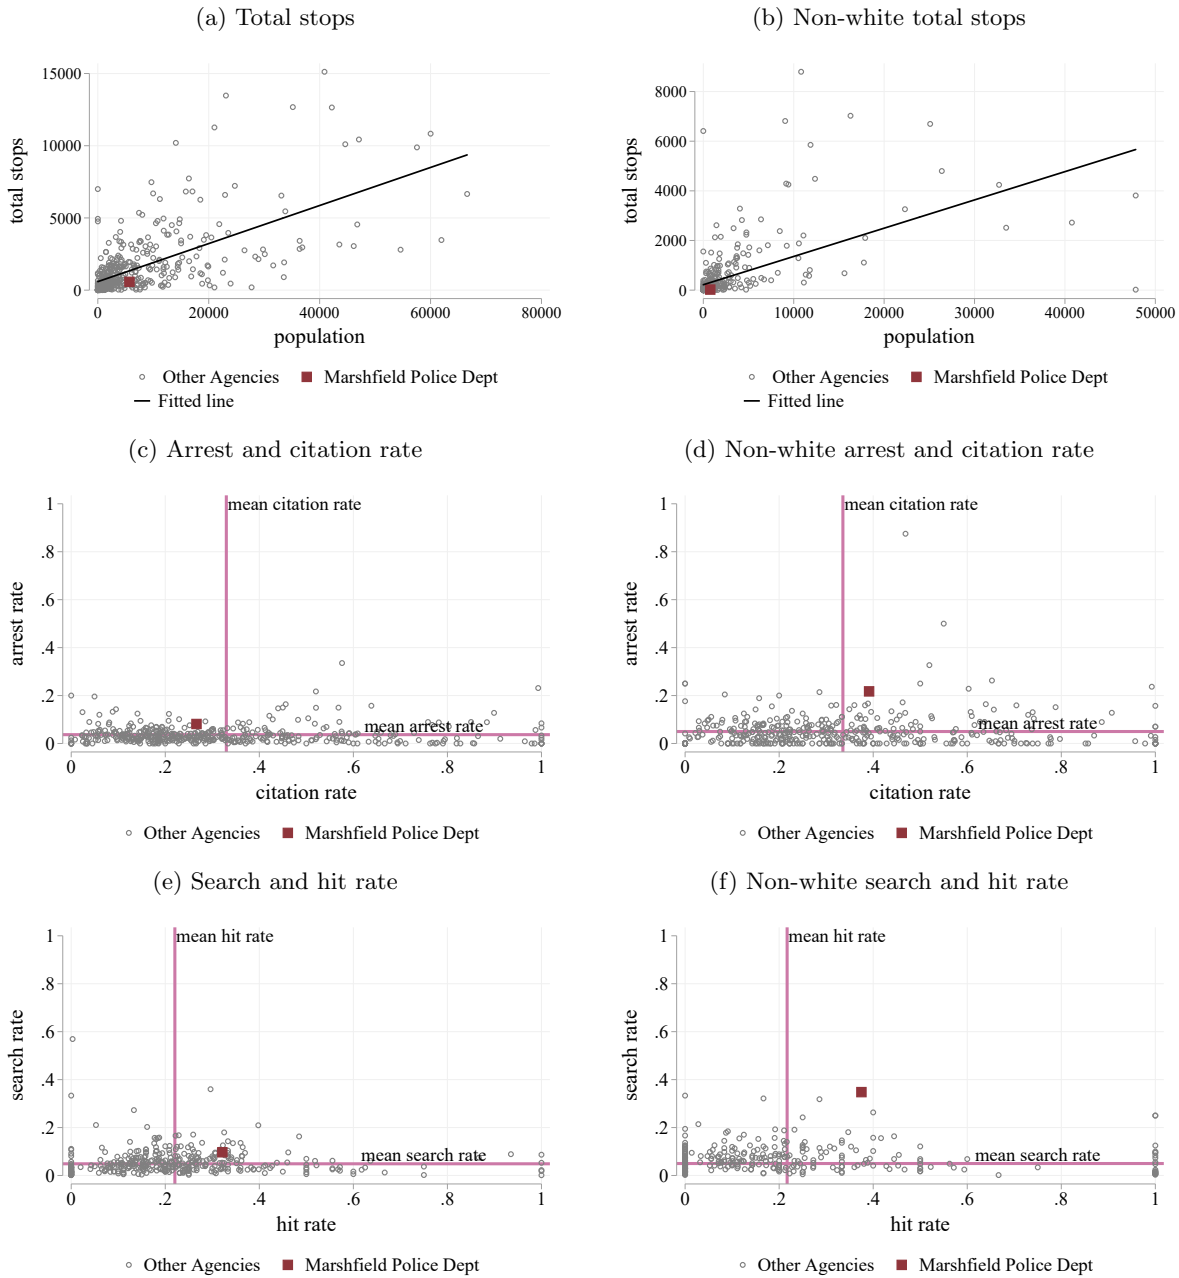 (a) Total stops
(b) Non-white total stops
total stops
15000
10000
5000
0
0 20000 40000 60000 80000
population
Other Agencies Marshfield Police Dept
Fitted line
total stops
8000
6000
4000
2000
0
0 10000 20000 30000 40000 50000
population
Other Agencies Marshfield Police Dept
Fitted line
(c) Arrest and citation rate
(d) Non-white arrest and citation rate
arrest rate
1
.8
.6
.4
.2
0
mean citation rate
mean arrest rate
0 .2 .4 .6 .8 1
citation rate
Other Agencies Marshfield Police Dept
arrest rate
1
.8
.6
.4
.2
0
mean citation rate
mean arrest rate
0 .2 .4 .6 .8 1
citation rate
Other Agencies Marshfield Police Dept
(e) Search and hit rate
(f) Non-white search and hit rate
search rate
1
.8
.6
.4
.2
0
mean hit rate
mean search rate
0 .2 .4 .6 .8 1
hit rate
Other Agencies Marshfield Police Dept
search rate
1
.8
.6
.4
.2
0
mean hit rate
mean search rate
0 .2 .4 .6 .8 1
hit rate
Other Agencies Marshfield Police Dept